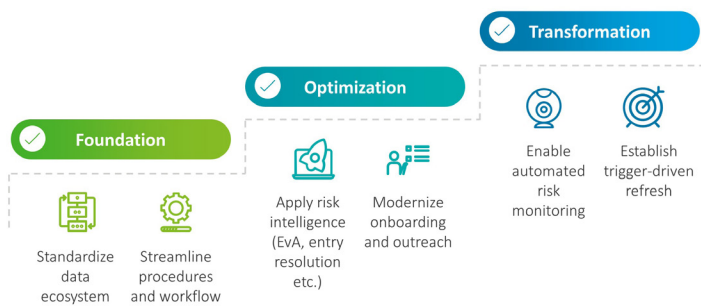 Foundation
Standardize
data
ecosystem
Streamline
procedures
and workflow
Optimization
Apply risk
intelligence
(EvA, entry
resolution
etc.)
Modernize
onboarding
and outreach
Transformation
Enable
automated
risk
monitoring
Establish
trigger-driven
refresh